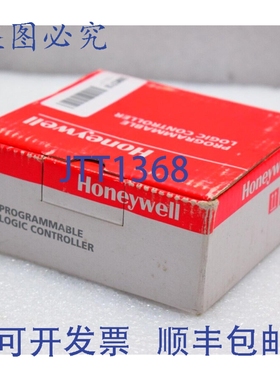 盗图必究
Honeywell
PROGRAMMABLE
LOGIC CONTROLLER
JTT1368
Honeywell
PROGRAMMABLE
LOGIC CONTROLLER
可开发票 顺丰包邮